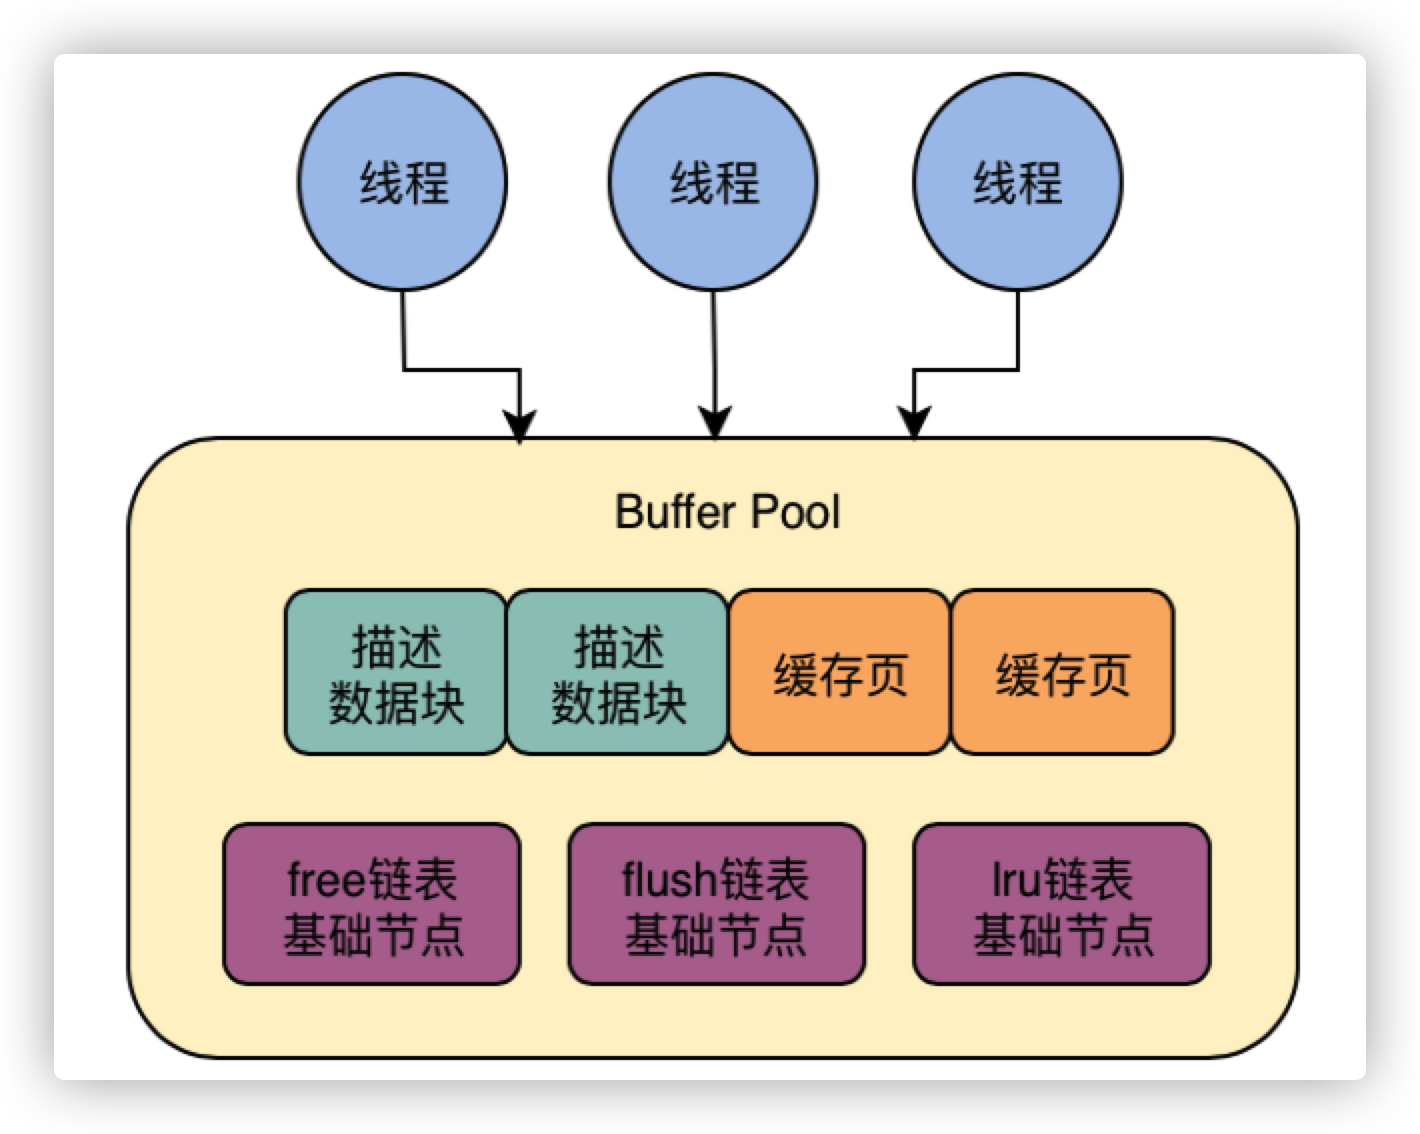 线程
线程
线程
Buffer Pool
描述
数据块
描述
数据块
缓存页
缓存页
free链表
基础节点
flush链表
基础节点
lru链表
基础节点